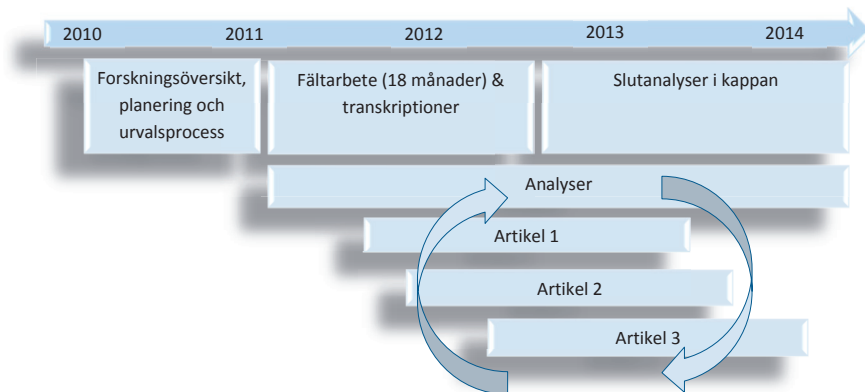 2010 2011 2012 2013 2014
Forskningsöversikt,
planering och
urvalsprocess
Fältarbete (18 månader) &
transkriptioner
Slutanalyser i kappan
Analyser
Artikel 1
Artikel 2
Artikel 3